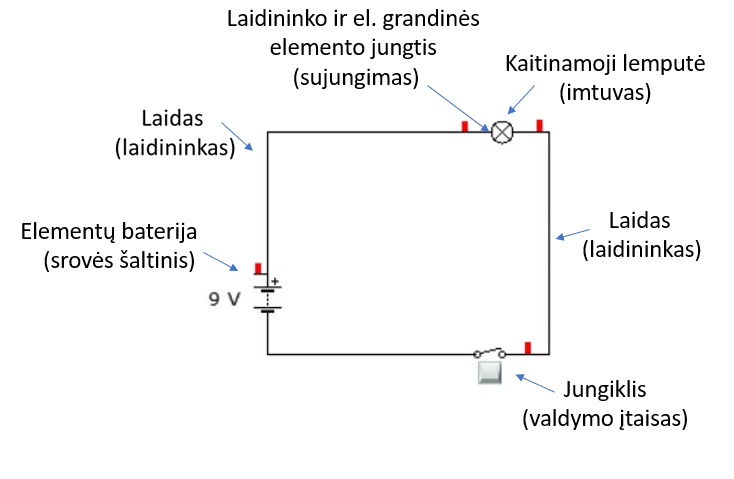 Laidininko ir el. grandinės
elemento jungtis
(sujungimas)
Kaitinamoji lemputė
(imtuvas)
Laidas
(laidininkas)
Laidas
(laidininkas)
Elementų baterija
(srovės šaltinis)
+
9 V
Jungiklis
(valdymo įtaisas)